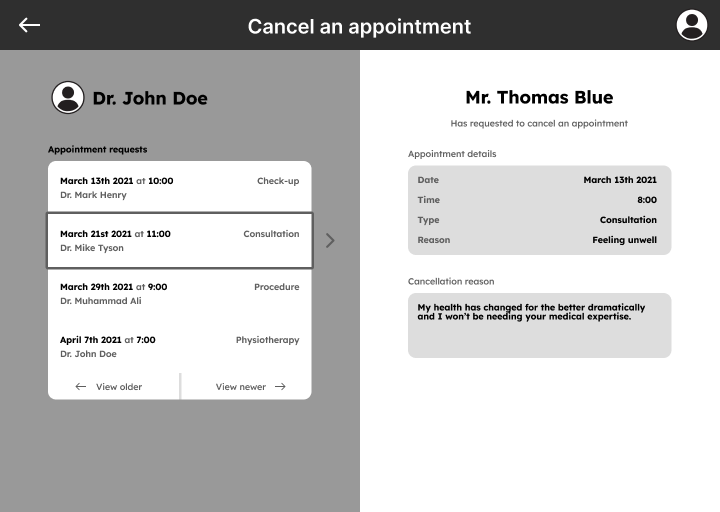 Cancel an appointment
Dr. John Doe
Appointment requests
March 13th 2021 at 10:00 Check-up
Dr. Mark Henry
March 21st 2021 at 11:00 Consultation
Dr. Mike Tyson
March 29th 2021 at 9:00 Procedure
Dr. Muhammad Ali
April 7th 2021 at 7:00 Physiotherapy
Dr. John Doe
View older View newer
Mr. Thomas Blue
Has requested to cancel an appointment
Appointment details
Date March 13th 2021
Time 8:00
Type Consultation
Reason Feeling unwell
Cancellation reason
My health has changed for the better dramatically
and I won't be needing your medical expertise.